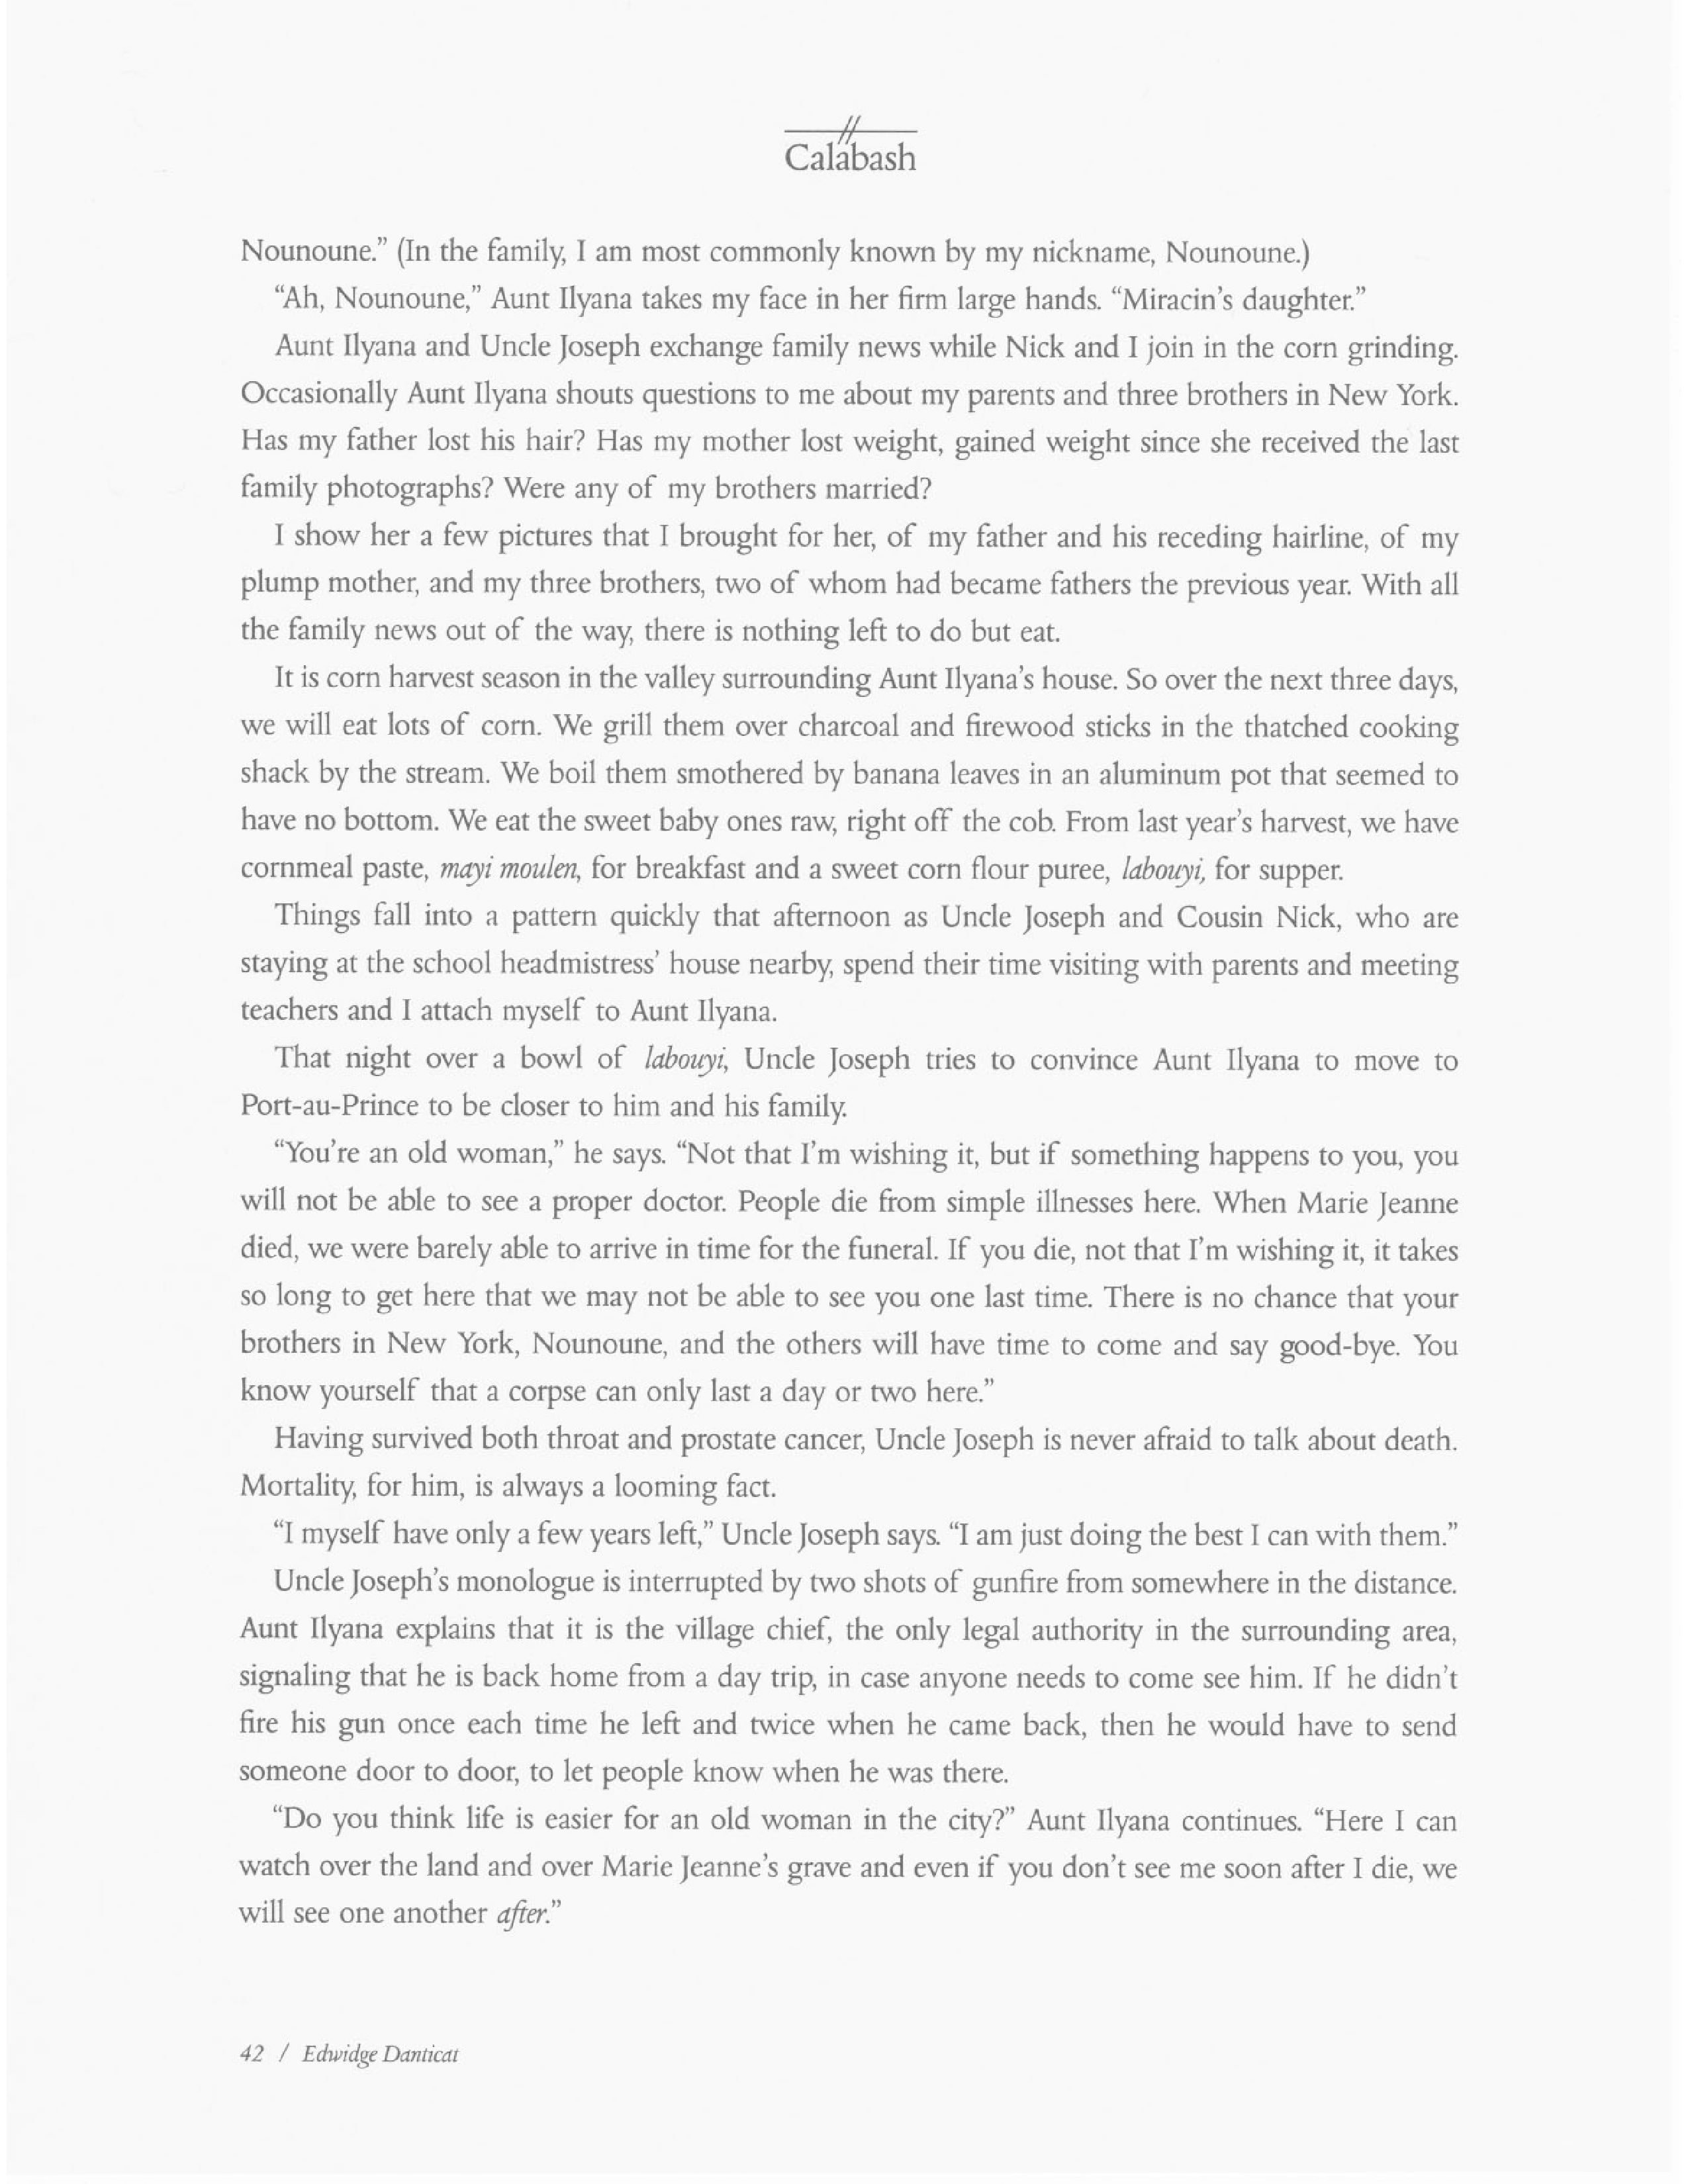 Calabash
Nounoune.” (In the family, I am most commonly known by my nickname, Nounoune.)
“Ah, Nounoune,” Aunt Ilyana takes my face in her firm large hands. “Miracin’s daughter.”
Aunt Ilyana and Uncle Joseph exchange family news while Nick and I join in the corn grinding.
Occasionally Aunt Ilyana shouts questions to me about my parents and three brothers in New York.
Has my father lost his hair? Has my mother lost weight, gained weight since she received the last
family photographs? Were any of my brothers married?
I show her a few pictures that I brought for her, of my father and his receding hairline, of my
plump mother, and my three brothers, two of whom had became fathers the previous year. With all
the family news out of the way, there is nothing left to do but eat.
It is corn harvest season in the valley surrounding Aunt Ilyana’s house. So over the next three days,
we will eat lots of corn. We grill them over charcoal and firewood sticks in the thatched cooking
shack by the stream. We boil them smothered by banana leaves in an aluminum pot that seemed to
have no bottom. We eat the sweet baby ones raw, right off the cob. From last year’s harvest, we have
cornmeal paste, mayi moulen, for breakfast and a sweet corn flour puree, labouyi, for supper.
Things fall into a pattern quickly that afternoon as Uncle Joseph and Cousin Nick, who are
staying at the school headmistress’ house nearby, spend their time visiting with parents and meeting
teachers and I attach myself to Aunt Ilyana.
That night over a bowl of labouyi, Uncle Joseph tries to convince Aunt Ilyana to move to
Port-au-Prince to be closer to him and his family.
“You’re an old woman,” he says. “Not that I’m wishing it, but if something happens to you, you
will not be able to see a proper doctor. People die from simple illnesses here. When Marie Jeanne
died, we were barely able to arrive in time for the funeral. If you die, not that I’m wishing it, it takes
so long to get here that we may not be able to see you one last time. There is no chance that your
brothers in New York, Nounoune, and the others will have time to come and say good-bye. You
know yourself that a corpse can only last a day or two here.”
Having survived both throat and prostate cancer, Uncle Joseph is never afraid to talk about death.
Mortality, for him, is always a looming fact.
“I myself have only a few years left,” Uncle Joseph says. “I am just doing the best I can with them.”
Uncle Joseph’s monologue is interrupted by two shots of gunfire from somewhere in the distance.
Aunt Ilyana explains that it is the village chief, the only legal authority in the surrounding area,
signaling that he is back home from a day trip, in case anyone needs to come see him. If he didn’t
fire his gun once each time he left and twice when he came back, then he would have to send
someone door to door, to let people know when he was there.
“Do you think life is easier for an old woman in the city?” Aunt Ilyana continues. “Here I can
watch over the land and over Marie Jeanne’s grave and even if you don’t see me soon after I die, we
will see one another after.”
42 / Edwidge Danticat